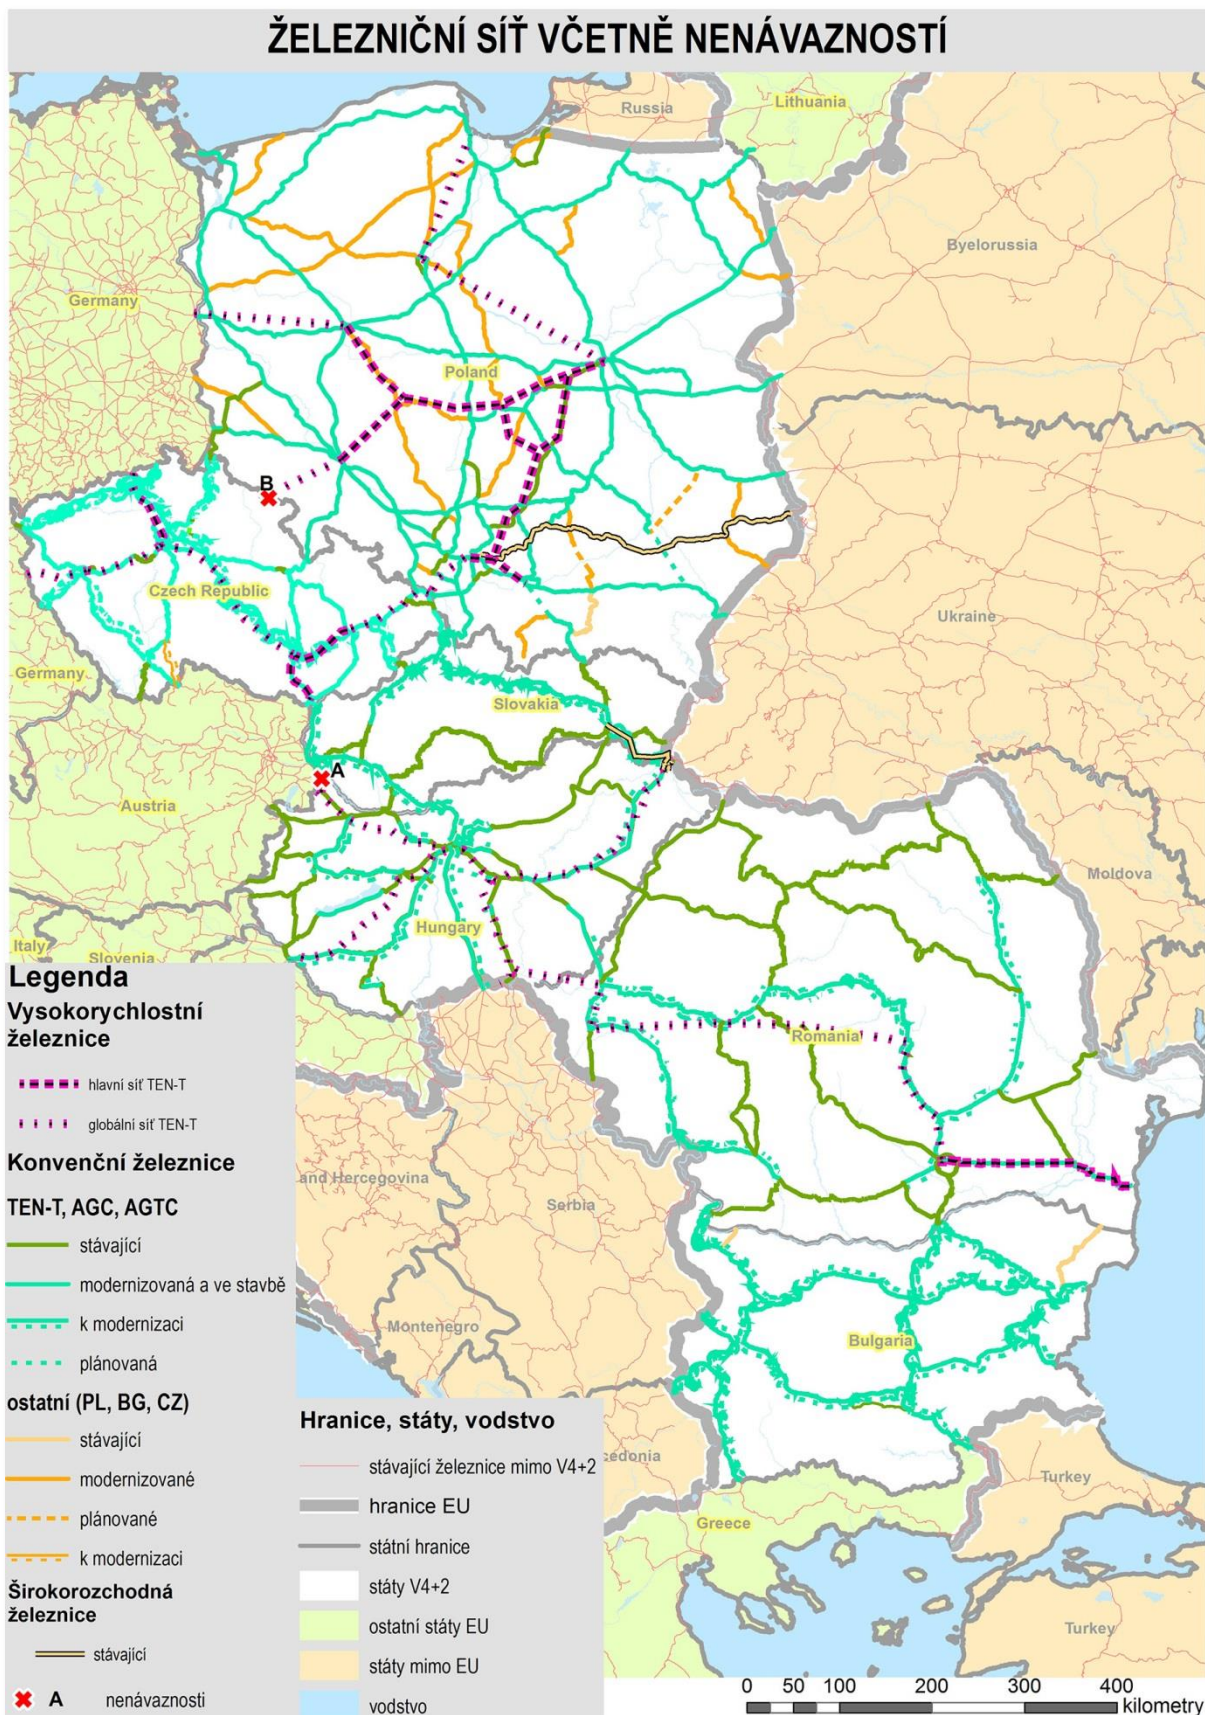 ŽELEZNIČNÍ SÍŤ VČETNĚ NENÁVAZNOSTÍ
Russia
Lithuania
Byelorussia
Germany
Poland
B
Czech Republic
Ukraine
Germany
Slovakia
A
Austria
Moldova
Hungary
Italy
Slovenia
Romania
and Hercegovina
Serbia
Montenegro
Bulgaria
cedonia
Turkey
Greece
Turkey
Legenda
Vysokorychlostní
železnice
hlavní síť TEN-T
globální síť TEN-T
Konvenční železnice
TEN-T, AGC, AGTC
stávající
modernizovaná a ve stavbě
k modernizaci
plánovaná
ostatní (PL, BG, CZ)
stávající
modernizované
plánované
k modernizaci
Širokorozchodná
železnice
stávající
A nenávaznosti
Hranice, státy, vodstvo
stávající železnice mimo V4+2
hranice EU
státní hranice
státy V4+2
ostatní státy EU
státy mimo EU
vodstvo
0 50 100 200 300 400
kilometry